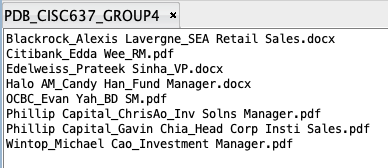 PDB_CISC637_GROUP4 ×
Blackrock_Alexis Lavergne_SEA Retail Sales.docx
Citibank_Edda Wee_RM.pdf
Edelweiss_Prateek Sinha_VP.docx
Halo AM_Candy Han_Fund Manager.docx
OCBC_Evan Yah_BD SM.pdf
Phillip Capital_ChrisAo_Inv Solns Manager.pdf
Phillip Capital_Gavin Chia_Head Corp Insti Sales.pdf
Wintop_Michael Cao_Investment Manager.pdf